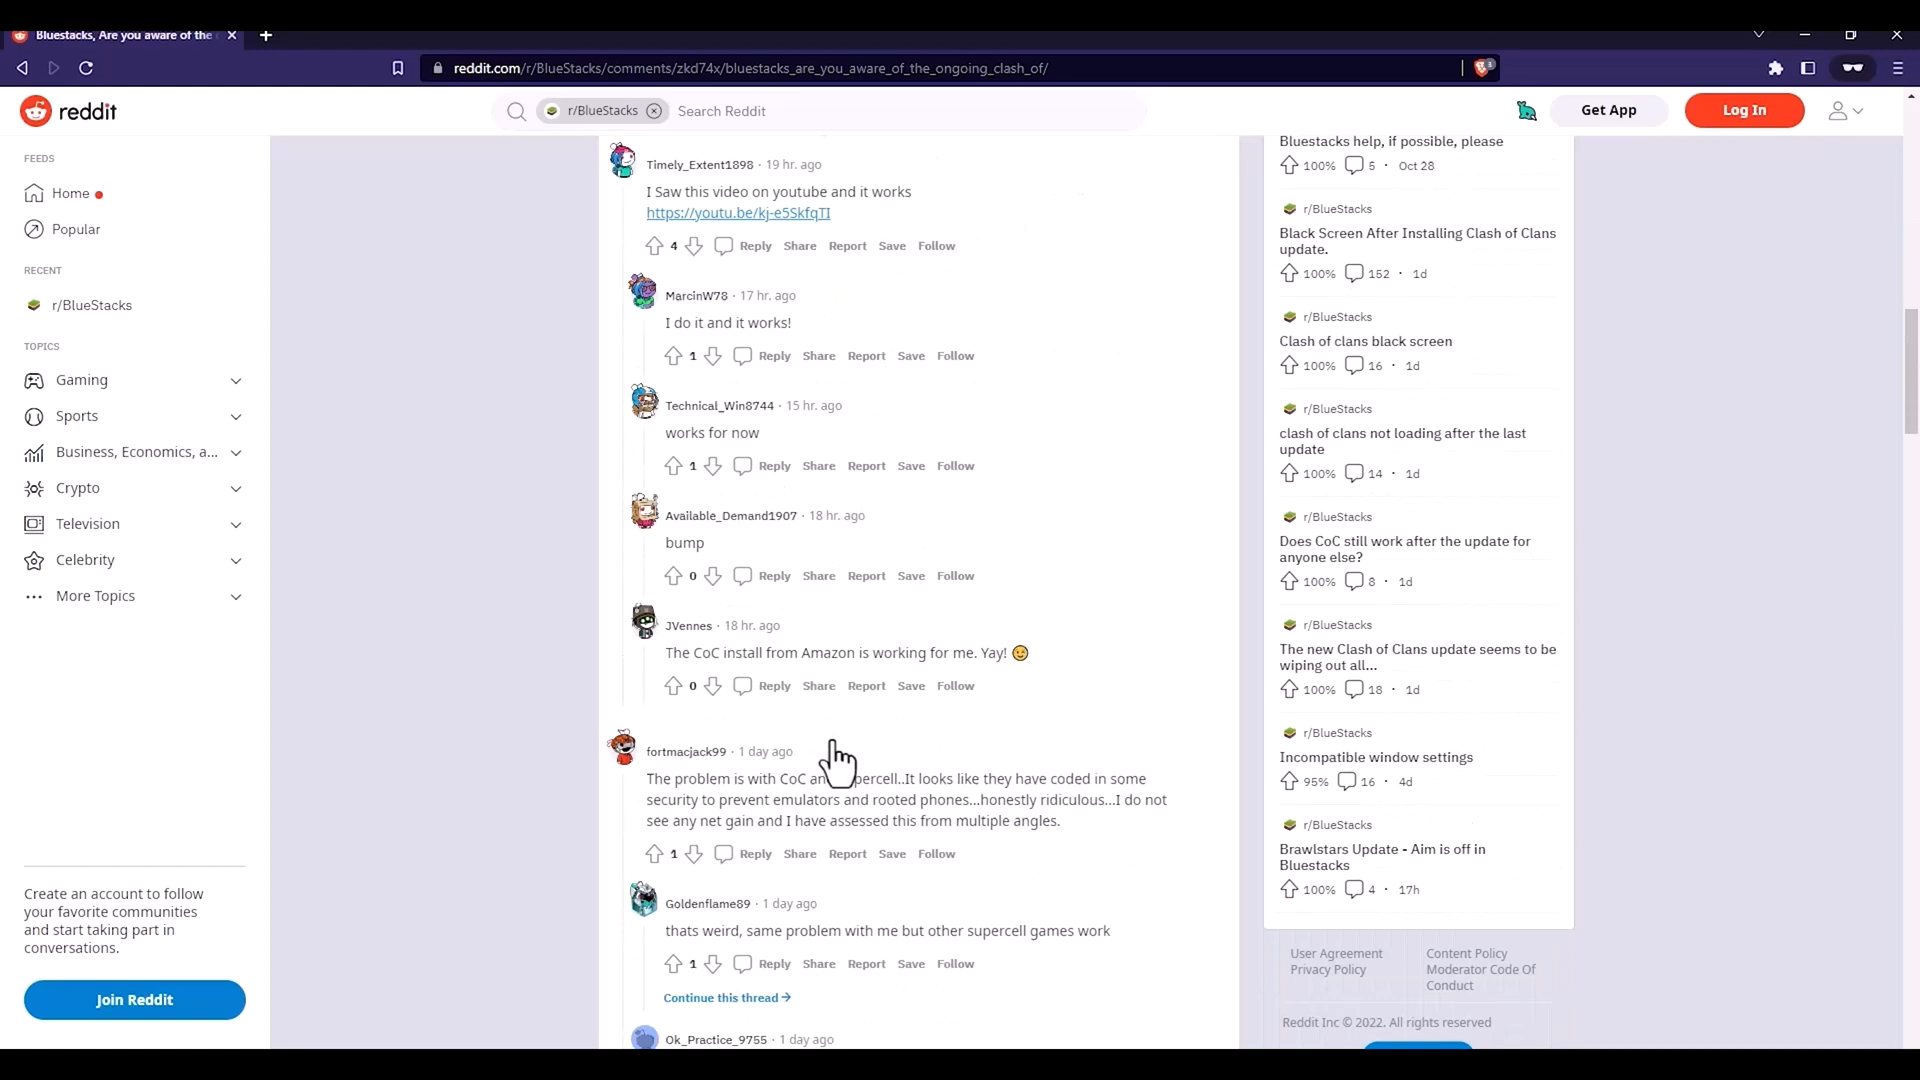 Bluestacks, Are you aware of the
reddit.com/r/BlueStacks/comments/zkd74x/bluestacks_are_you_aware_of_the_ongoing_clash_of/
reddit
r/BlueStacks
Search Reddit
Get App
Log In
FEEDS
Home
Popular
RECENT
r/BlueStacks
TOPICS
Gaming
Sports
Business, Economics, a...
Crypto
Television
Celebrity
More Topics
Create an account to follow
your favorite communities
and start taking part in
conversations.
Join Reddit
Timely_Extent1898 · 19 hr. ago
I Saw this video on youtube and it works
https://youtu.be/kj-e5SkfqTI
4 Reply Share Report Save Follow
MarcinW78 · 17 hr. ago
I do it and it works!
1 Reply Share Report Save Follow
Technical_Win8744 · 15 hr. ago
works for now
1 Reply Share Report Save Follow
Available_Demand1907 · 18 hr. ago
bump
0 Reply Share Report Save Follow
JVennes · 18 hr. ago
The CoC install from Amazon is working for me. Yay! 😉
0 Reply Share Report Save Follow
fortmacjack99 · 1 day ago
The problem is with CoC an percell..It looks like they have coded in some
security to prevent emulators and rooted phones...honestly ridiculous...I do not
see any net gain and I have assessed this from multiple angles.
1 Reply Share Report Save Follow
Goldenflame89 · 1 day ago
thats weird, same problem with me but other supercell games work
1 Reply Share Report Save Follow
Continue this thread
Ok_Practice_9755 · 1 day ago
Bluestacks help, if possible, please
100% 5 · Oct 28
r/BlueStacks
Black Screen After Installing Clash of Clans
update.
100% 152 · 1d
r/BlueStacks
Clash of clans black screen
100% 16 · 1d
r/BlueStacks
clash of clans not loading after the last
update
100% 14 · 1d
r/BlueStacks
Does CoC still work after the update for
anyone else?
100% 8 · 1d
r/BlueStacks
The new Clash of Clans update seems to be
wiping out all...
100% 18 · 1d
r/BlueStacks
Incompatible window settings
95% 16 · 4d
r/BlueStacks
Brawlstars Update - Aim is off in
Bluestacks
100% 4 · 17h
User Agreement
Privacy Policy
Content Policy
Moderator Code Of
Conduct
Reddit Inc © 2022. All rights reserved